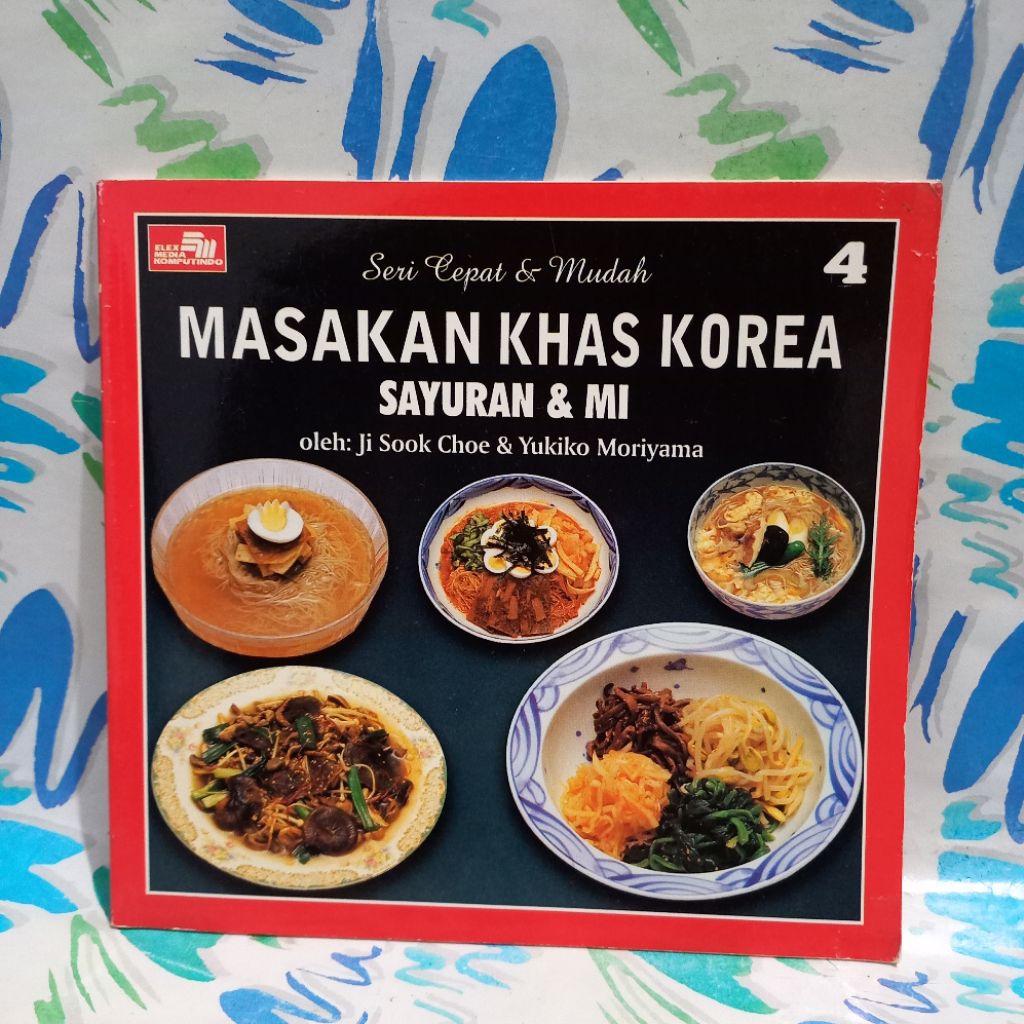 ELEX
MEDIA
KOMPUTINDO
Seri Cepat & Mudah
4
MASAKAN KHAS KOREA
SAYURAN & MI
oleh: Ji Sook Choe & Yukiko Moriyama